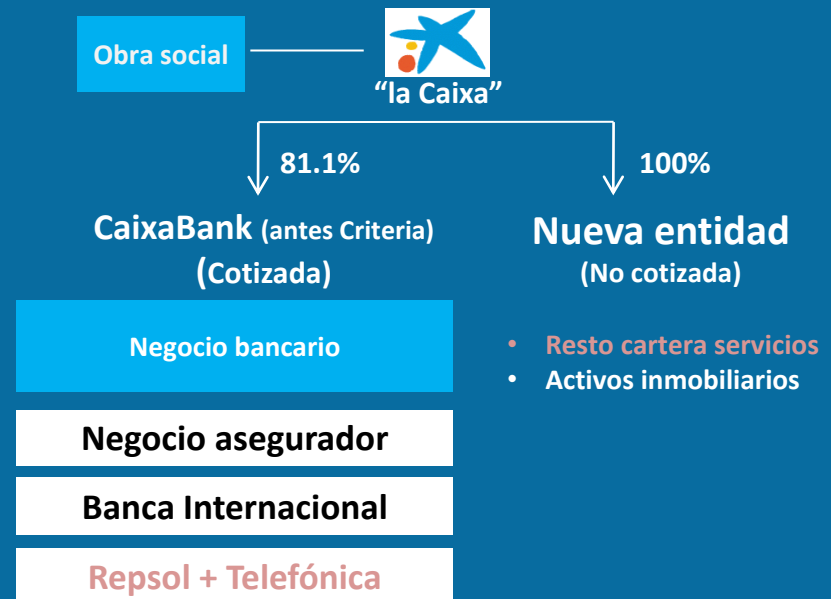 Obra social
“la Caixa”
81.1%
100%
CaixaBank (antes Criteria)
(Cotizada)
Nueva entidad
(No cotizada)
Negocio bancario
Negocio asegurador
Banca Internacional
Repsol + Telefónica
• Resto cartera servicios
• Activos inmobiliarios